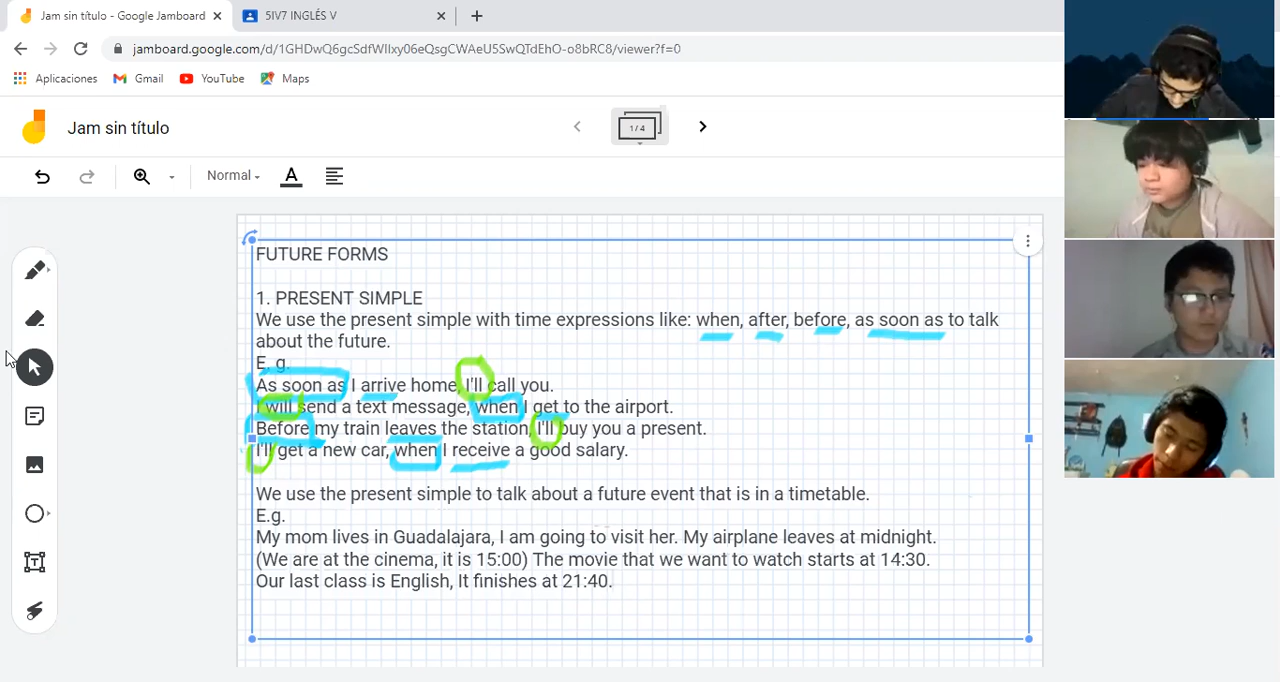 Jam sin título - Google Jamboard
5IV7 INGLÉS V
jamboard.google.com/d/1GHDwQ6gcSdfWIlxy06eQsgCWAeU5SwQTdEhO-o8bRC8/viewer?f=0
Aplicaciones Gmail YouTube Maps
Jam sin título
1 / 4
Normal
FUTURE FORMS
1. PRESENT SIMPLE
We use the present simple with time expressions like: when, after, before, as soon as to talk
about the future.
E, g.
As soon as I arrive home, I'll call you.
I will send a text message, when I get to the airport.
Before my train leaves the station, I'll buy you a present.
I'll get a new car, when I receive a good salary.
We use the present simple to talk about a future event that is in a timetable.
E.g.
My mom lives in Guadalajara, I am going to visit her. My airplane leaves at midnight.
(We are at the cinema, it is 15:00) The movie that we want to watch starts at 14:30.
Our last class is English, It finishes at 21:40.